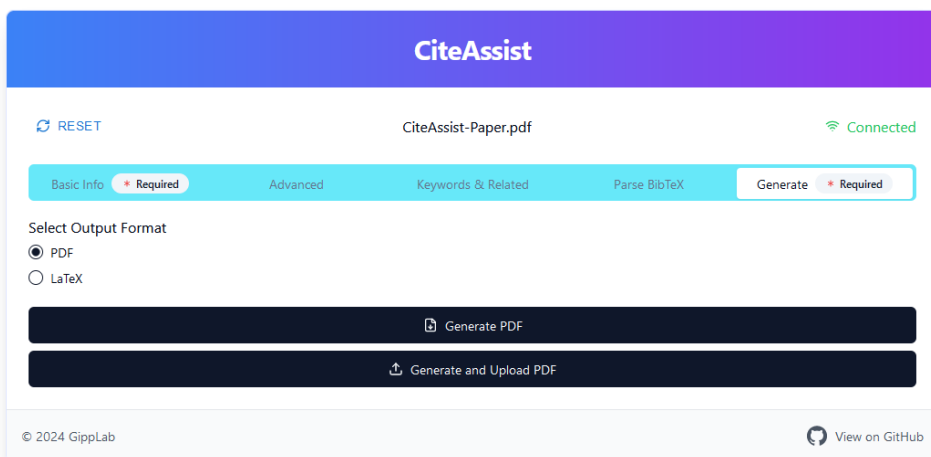 CiteAssist
RESET
CiteAssist-Paper.pdf
Connected
Basic Info * Required
Advanced
Keywords & Related
Parse BibTeX
Generate * Required
Select Output Format
PDF
LaTeX
Generate PDF
Generate and Upload PDF
© 2024 GippLab
View on GitHub